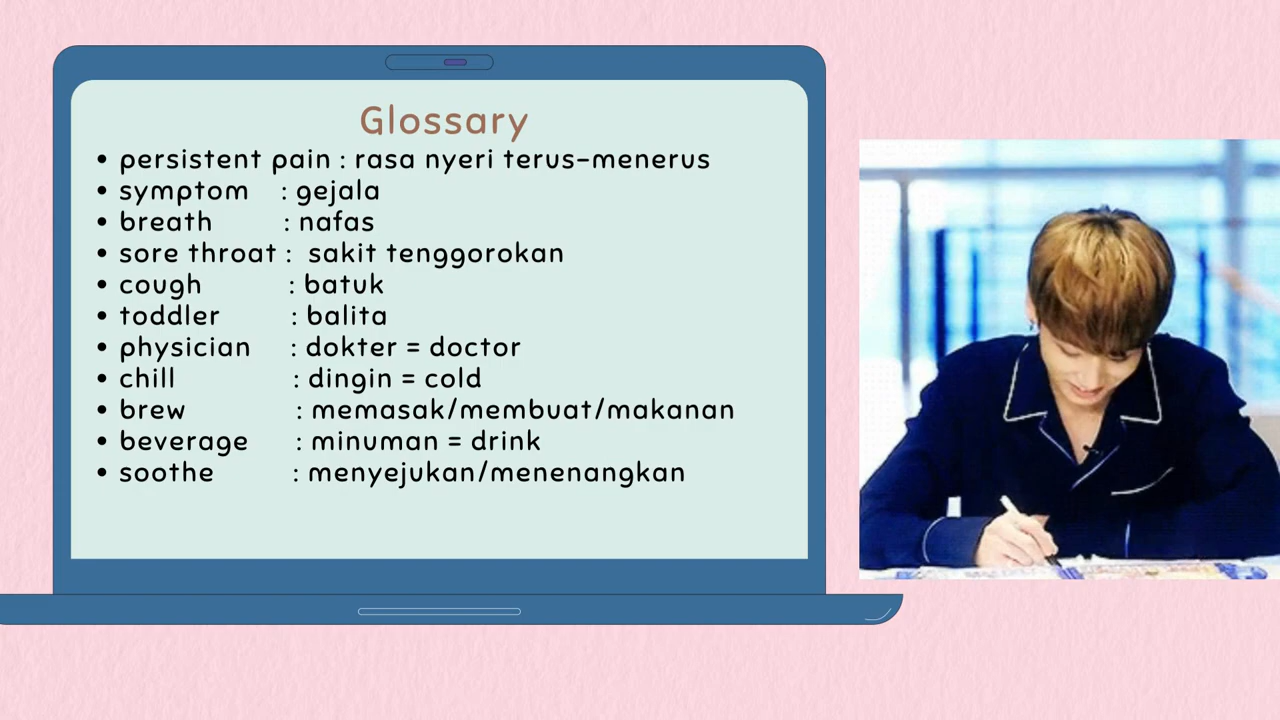 Glossary
• persistent pain : rasa nyeri terus-menerus
• symptom : gejala
• breath : nafas
• sore throat : sakit tenggorokan
• cough : batuk
• toddler : balita
• physician : dokter = doctor
• chill : dingin = cold
• brew : memasak/membuat/makanan
• beverage : minuman = drink
• soothe : menyejukan/menenangkan